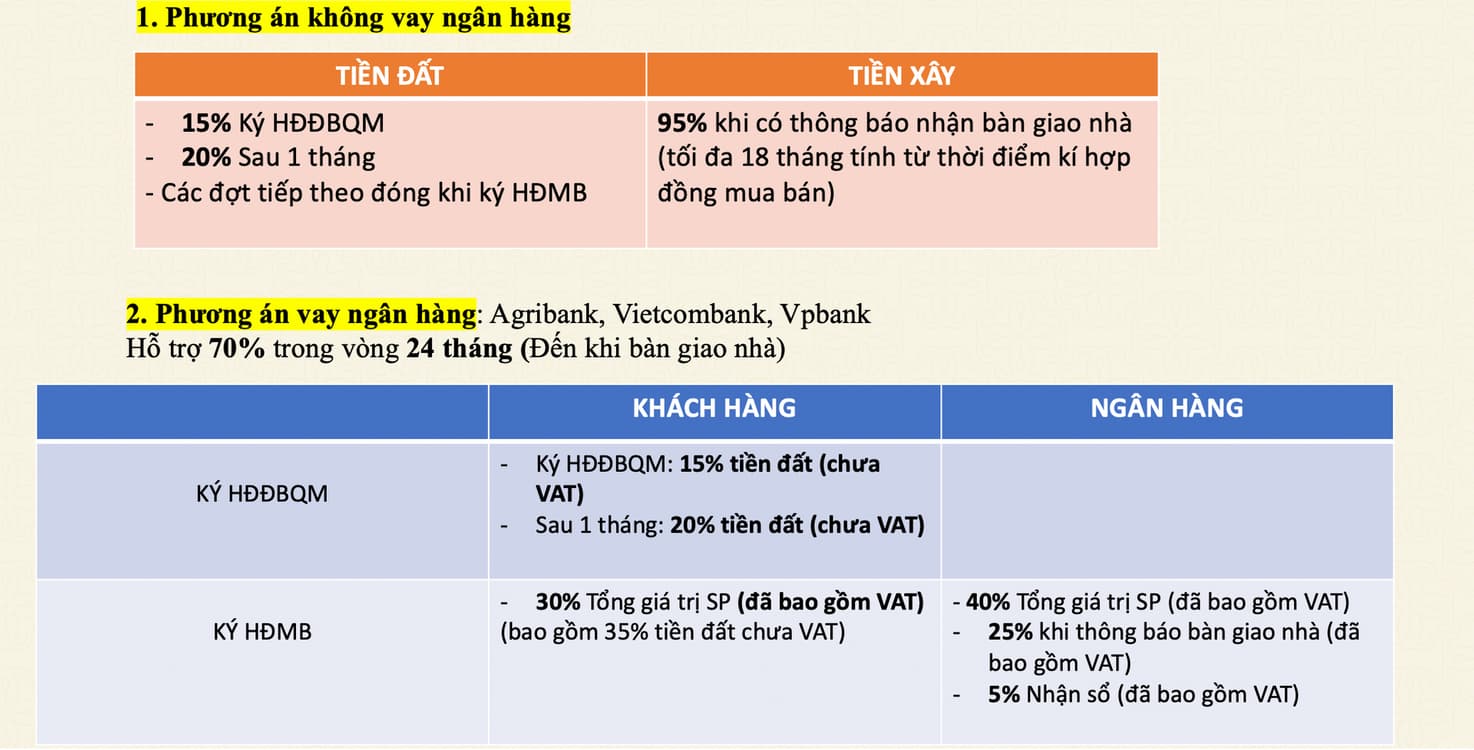 1. Phương án không vay ngân hàng
TIỀN ĐẤT
TIỀN XÂY
- 15% Ký HĐĐBQM
- 20% Sau 1 tháng
- Các đợt tiếp theo đóng khi ký HĐMB
95% khi có thông báo nhận bàn giao nhà
(tối đa 18 tháng tính từ thời điểm kí hợp
đồng mua bán)
2. Phương án vay ngân hàng: Agribank, Vietcombank, Vpbank
Hỗ trợ 70% trong vòng 24 tháng (Đến khi bàn giao nhà)
KHÁCH HÀNG
NGÂN HÀNG
KÝ HĐĐBQM
- Ký HĐĐBQM: 15% tiền đất (chưa
VAT)
- Sau 1 tháng: 20% tiền đất (chưa VAT)
KÝ HĐMB
- 30% Tổng giá trị SP (đã bao gồm VAT)
(bao gồm 35% tiền đất chưa VAT)
- 40% Tổng giá trị SP (đã bao gồm VAT)
- 25% khi thông báo bàn giao nhà (đã
bao gồm VAT)
- 5% Nhận sổ (đã bao gồm VAT)